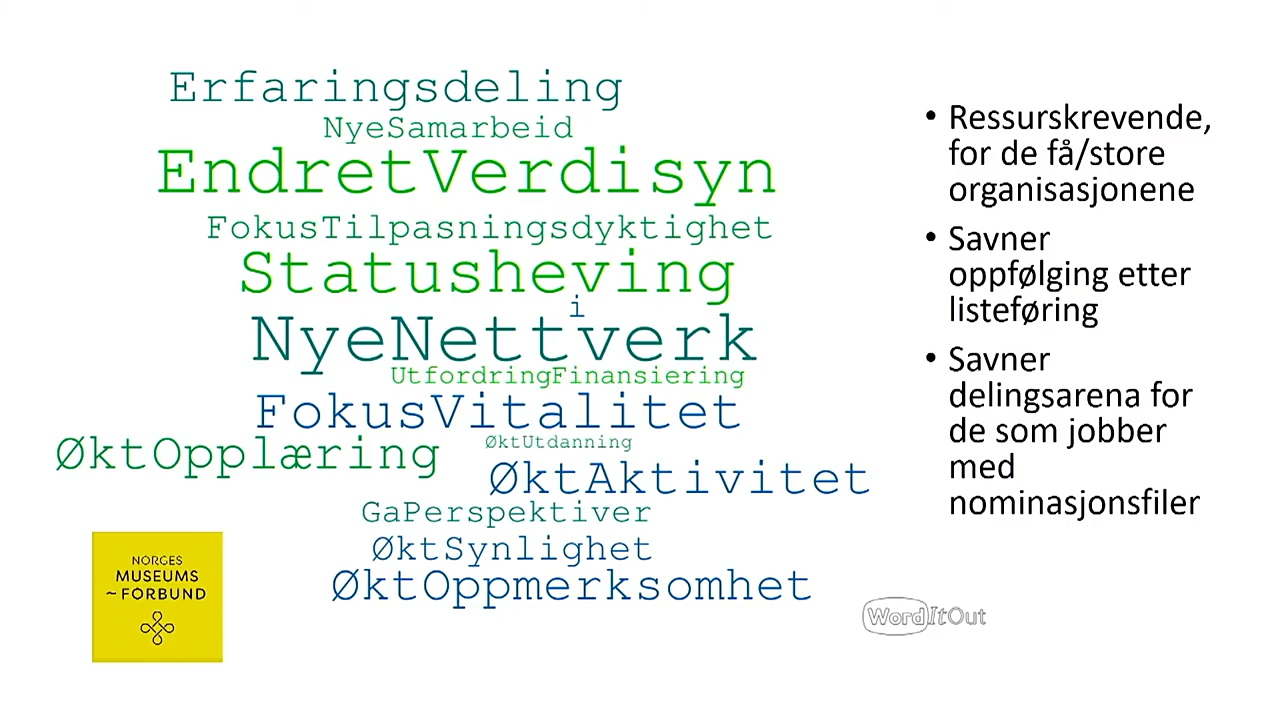 Erfaringsdeling
NyeSamarbeid
EndretVerdisyn
FokusTilpasningsdyktighet
Statusheving
i
NyeNettverk
UtfordringFinansiering
FokusVitalitet
ØktOpplæring
ØktUtdanning
ØktAktivitet
GaPerspektiver
ØktSynlighet
ØktOppmerksomhet
NORGES
MUSEUMS
~FORBUND
WordItOut
• Ressurskrevende,
for de få/store
organisasjonene
• Savner
oppfølging etter
listeføring
• Savner
delingsarena for
de som jobber
med
nominasjonsfiler